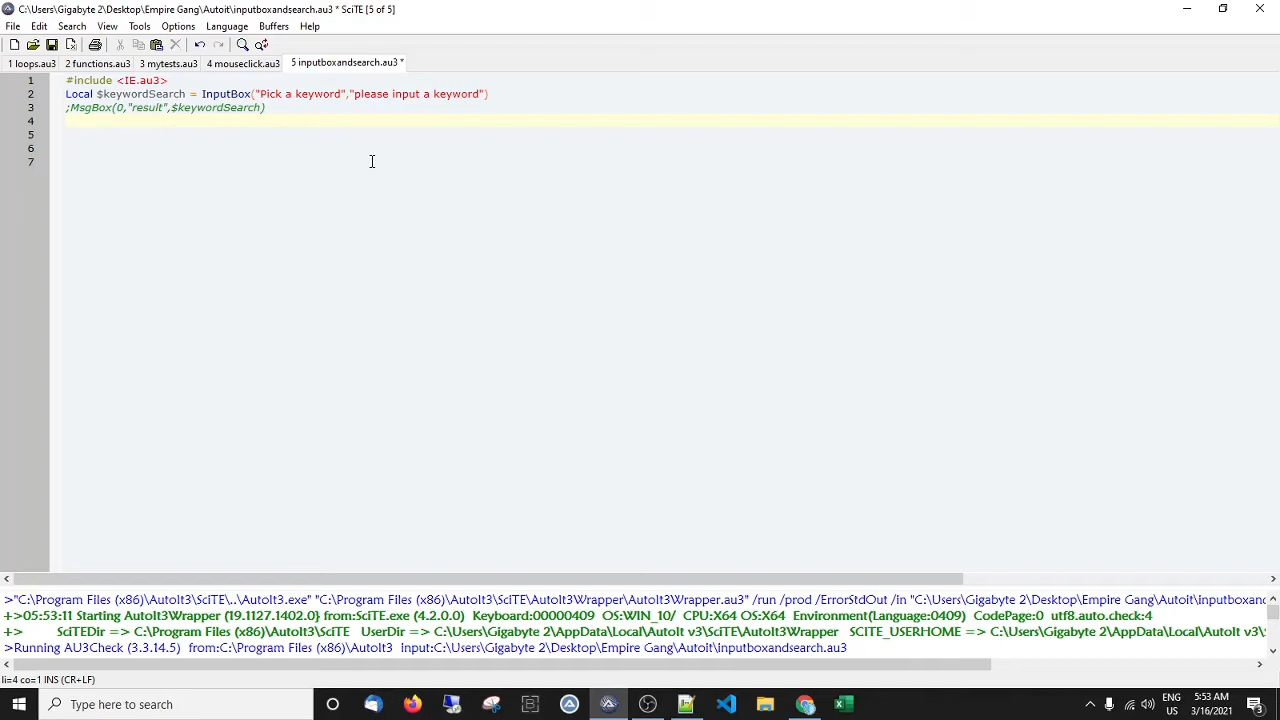 C:\Users\Gigabyte 2\Desktop\Empire Gang\Autoit\inputboxandsearch.au3 * SciTE [5 of 5]
File Edit Search View Tools Options Language Buffers Help
1 loops.au3 2 functions.au3 3 mytests.au3 4 mouseclick.au3 5 inputboxandsearch.au3 *
1 #include <IE.au3>
2 Local $keywordSearch = InputBox("Pick a keyword","please input a keyword")
3 ;MsgBox(0,"result",$keywordSearch)
4
5
6
7
>"C:\Program Files (x86)\AutoIt3\SciTE\..\AutoIt3.exe" "C:\Program Files (x86)\AutoIt3\SciTE\AutoIt3Wrapper\AutoIt3Wrapper.au3" /run /prod /ErrorStdOut /in "C:\Users\Gigabyte 2\Desktop\Empire Gang\Autoit\inputboxandsearch
+>05:53:11 Starting AutoIt3Wrapper (19.1127.1402.0} from:SciTE.exe (4.2.0.0) Keyboard:00000409 OS:WIN_10/ CPU:X64 OS:X64 Environment(Language:0409) CodePage:0 utf8.auto.check:4
+> SciTEDir => C:\Program Files (x86)\AutoIt3\SciTE UserDir => C:\Users\Gigabyte 2\AppData\Local\AutoIt v3\SciTE\AutoIt3Wrapper SCITE_USERHOME => C:\Users\Gigabyte 2\AppData\Local\AutoIt v3\
>Running AU3Check (3.3.14.5) from:C:\Program Files (x86)\AutoIt3 input:C:\Users\Gigabyte 2\Desktop\Empire Gang\Autoit\inputboxandsearch.au3
li=4 co=1 INS (CR+LF)
Type here to search
ENG
US
5:53 AM
3/16/2021
3